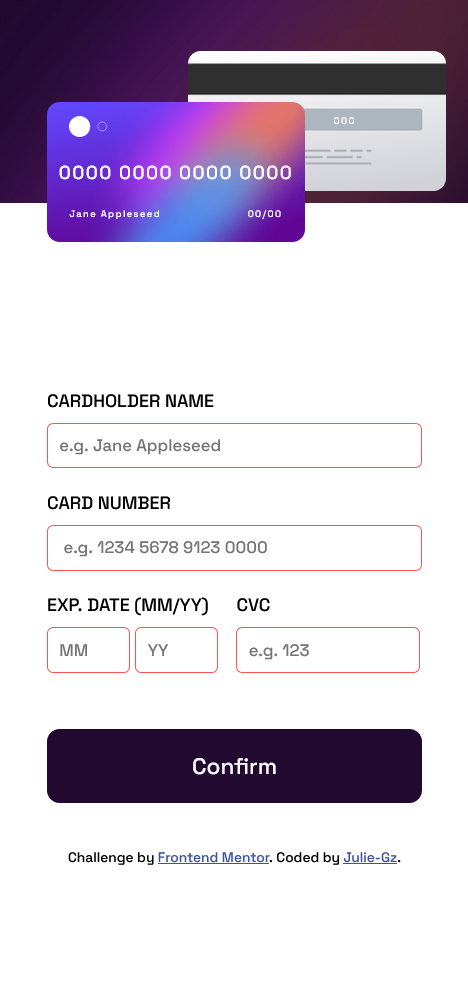 000
0000 0000 0000 0000
Jane Appleseed 00/00
CARDHOLDER NAME
e.g. Jane Appleseed
CARD NUMBER
e.g. 1234 5678 9123 0000
EXP. DATE (MM/YY) CVC
MM YY e.g. 123
Confirm
Challenge by Frontend Mentor. Coded by Julie-Gz.